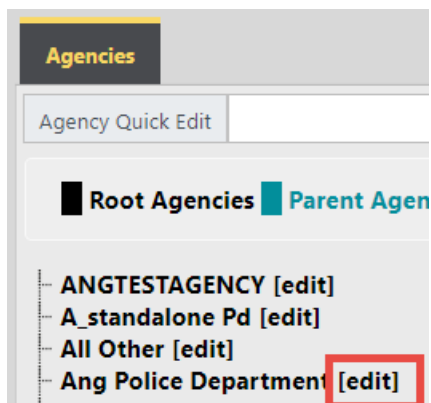 Agencies
Agency Quick Edit
Root Agencies Parent Agen
ANGTESTAGENCY [edit]
A_standalone Pd [edit]
All Other [edit]
Ang Police Department [edit]